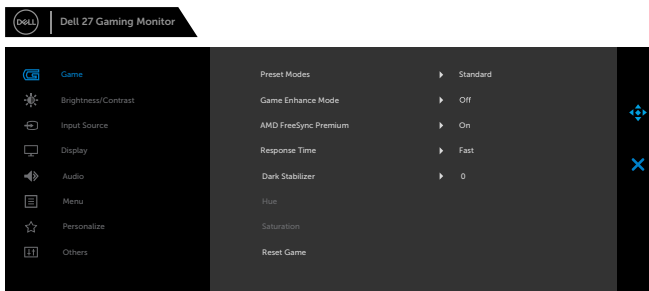 DELL Dell 27 Gaming Monitor
Game
Brightness/Contrast
Input Source
Display
Audio
Menu
Personalize
Others
Preset Modes Standard
Game Enhance Mode Off
AMD FreeSync Premium On
Response Time Fast
Dark Stabilizer 0
Hue
Saturation
Reset Game